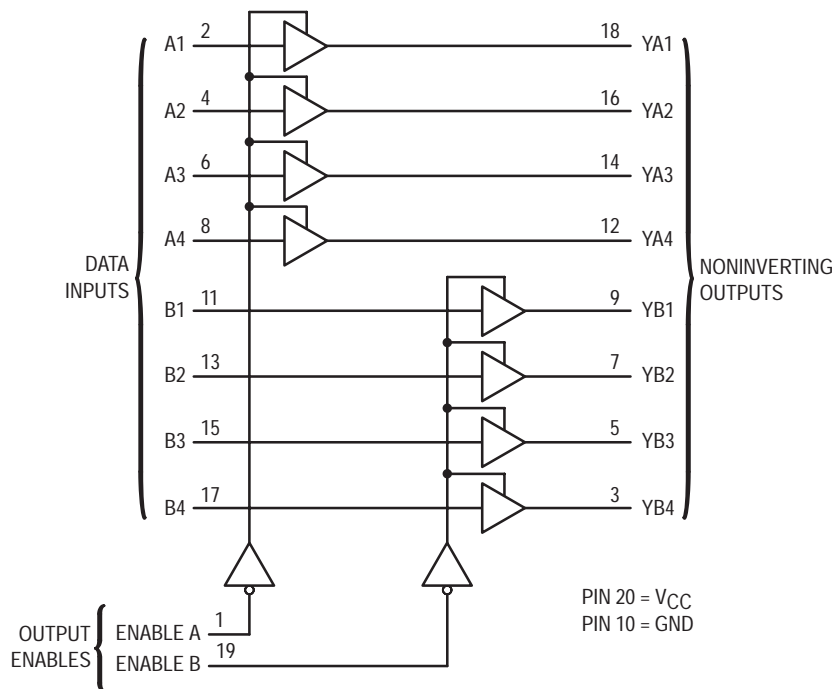 A1 2 18 YA1
A2 4 16 YA2
A3 6 14 YA3
A4 8 12 YA4
DATA
INPUTS
NONINVERTING
OUTPUTS
B1 11 9 YB1
B2 13 7 YB2
B3 15 5 YB3
B4 17 3 YB4
OUTPUT
ENABLES
ENABLE A 1
ENABLE B 19
PIN 20 = VCC
PIN 10 = GND